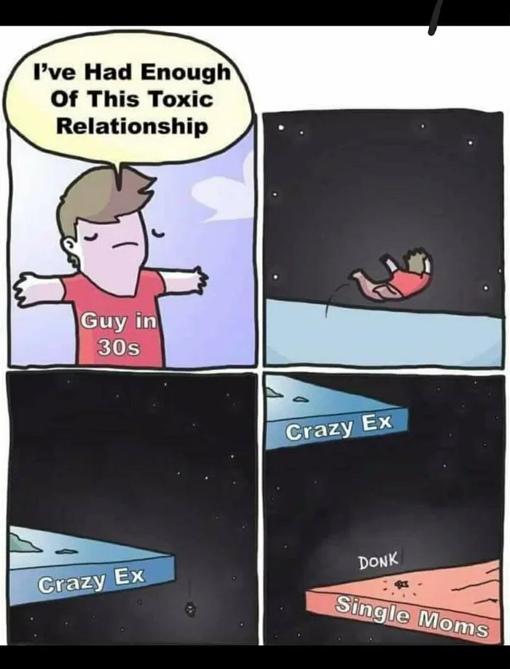 I've Had Enough
Of This Toxic
Relationship
Guy in
30s
Crazy Ex
Crazy Ex
DONK
Single Moms